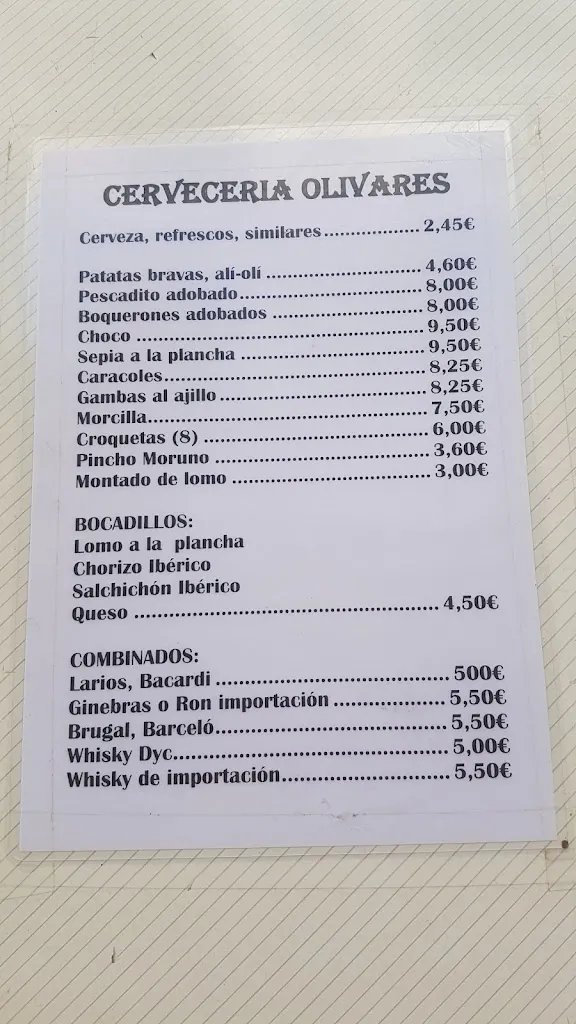 CERVECERIA OLIVARES
Cerveza, refrescos, similares.................. 2,45€
Patatas bravas, alí-olí ............................. 4,60€
Pescadito adobado.................................. 8,00€
Boquerones adobados ............................ 8,00€
Choco ..................................................... 9,50€
Sepia a la plancha .................................. 9,50€
Caracoles................................................. 8,25€
Gambas al ajillo ...................................... 8,25€
Morcilla.................................................... 7,50€
Croquetas (8) .......................................... 6,00€
Pincho Moruno ........................................ 3,60€
Montado de lomo ..................................... 3,00€
BOCADILLOS:
Lomo a la plancha
Chorizo Ibérico
Salchichón Ibérico
Queso ....................................................... 4,50€
COMBINADOS:
Larios, Bacardi ......................................... 500€
Ginebras o Ron importación .................... 5,50€
Brugal, Barceló......................................... 5,50€
Whisky Dyc................................................ 5,00€
Whisky de importación............................. 5,50€